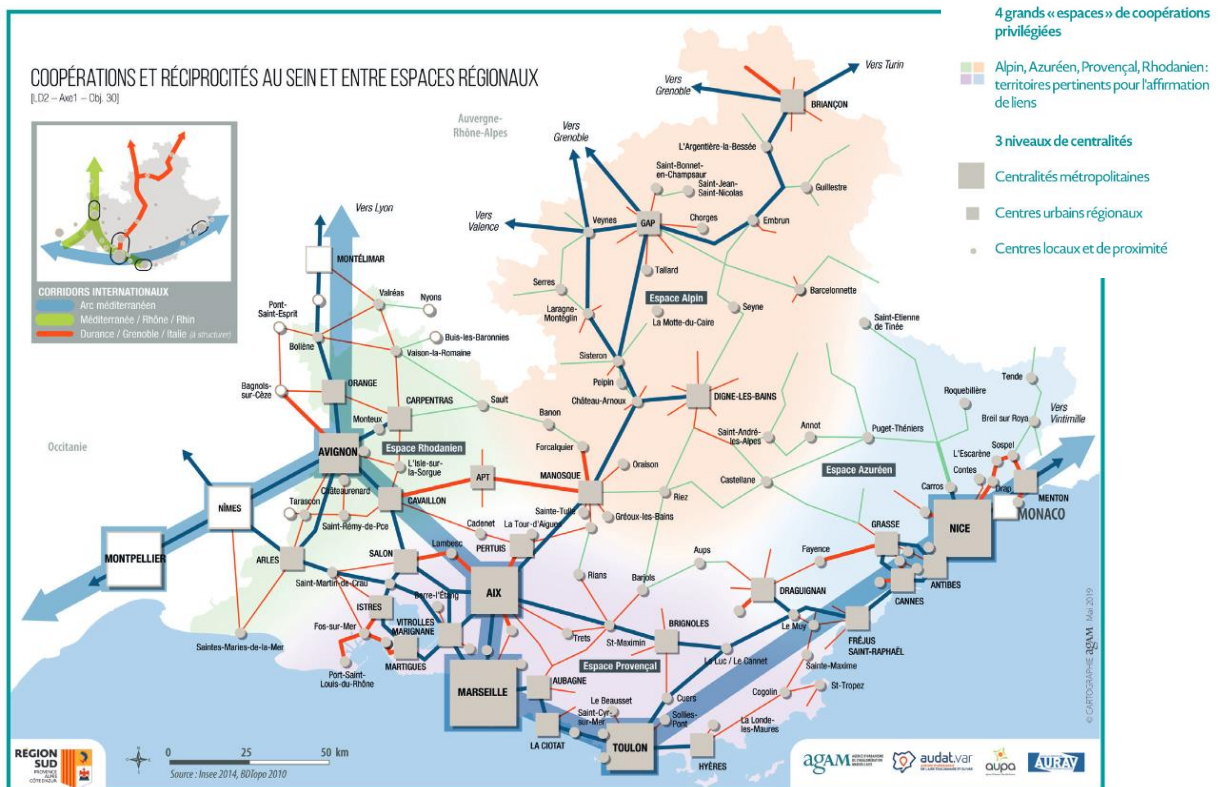 4 grands « espaces » de coopérations
privilégiées
Alpin, Azuréen, Provençal, Rhodanien :
territoires pertinents pour l'affirmation
de liens
3 niveaux de centralités
Centralités métropolitaines
Centres urbains régionaux
Centres locaux et de proximité
COOPÉRATIONS ET RÉCIPROCITÉS AU SEIN ET ENTRE ESPACES RÉGIONAUX
[LD2 – Axe1 – Obj. 30]
CORRIDORS INTERNATIONAUX
Arc méditerranéen
Méditerranée / Rhône / Rhin
Durance / Grenoble / Italie (à structurer)
Auvergne-
Rhône-Alpes
Occitanie
Vers Turin
Vers
Grenoble
Vers
Grenoble
Vers
Valence
Vers Lyon
BRIANÇON
L'Argentière-la-Bessée
Saint-Bonnet-
en-Champsaur
Saint-Jean-
Saint-Nicolas
Guillestre
Veynes
GAP
Chorges
Embrun
Tallard
MONTÉLIMAR
Espace Alpin
Barcelonnette
Serres
Valréas
Nyons
Pont-
Saint-Esprit
Laragne-
Montéglin
La Motte-du-Caire
Seyne
Saint-Etienne
de Tinée
Bollène
Buis-les-Baronnies
Vaison-la-Romaine
Sisteron
Peipin
Tende
Roquebillère
Bagnols-
sur-Cèze
ORANGE
CARPENTRAS
Sault
Banon
Château-Arnoux
DIGNE-LES-BAINS
Monteux
Forcalquier
Saint-André-
les-Alpes
Annot
Puget-Théniers
Breil sur Roya
Vers
Vintimille
AVIGNON
Espace Rhodanien
L'Isle-sur-
la-Sorgue
Oraison
MANOSQUE
Espace Azuréen
L'Escarène
Sospel
Contes
Châteaurenard
APT
CAVAILLON
Castellane
Carros
Drap
MENTON
MONACO
NÎMES
Tarascon
Saint-Rémy-de-Pce
Sainte-Tulle
Riez
Gréoux-les-Bains
Cadenet
La Tour-d'Aigues
PERTUIS
GRASSE
NICE
MONTPELLIER
ARLES
SALON
Lambesc
Aups
Fayence
ANTIBES
CANNES
Saint-Martin-de-Crau
Berre-l'Étang
AIX
Rians
Barjols
DRAGUIGNAN
ISTRES
VITROLLES
MARIGNANE
Fos-sur-Mer
Trets
St-Maximin
BRIGNOLES
Le Muy
FRÉJUS
SAINT-RAPHAËL
Saintes-Maries-de-la-Mer
MARTIGUES
Espace Provençal
Le Luc / Le Cannet
Port-Saint-
Louis-du-Rhône
MARSEILLE
AUBAGNE
Sainte-Maxime
Cogolin
St-Tropez
Le Beausset
Cuers
Saint-Cyr-
sur-Mer
Solliès-
Pont
La Londe-
les-Maures
LA CIOTAT
TOULON
HYÈRES
© CARTOGRAPHIE agAM - Mai 2019
RÉGION
SUD
PROVENCE
ALPES
CÔTE D'AZUR
0 25 50 km
Source : Insee 2014, BDTopo 2010
agAM
audat.var
aupa
AURAV